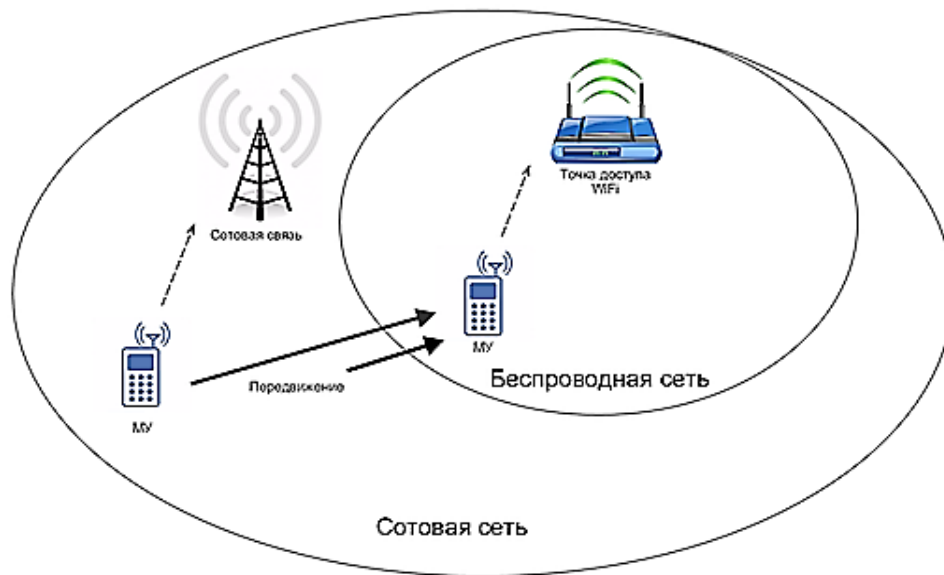 Точка доступа
WiFi
Сотовая связь
МУ
Передвижение
МУ
Беспроводная сеть
Сотовая сеть